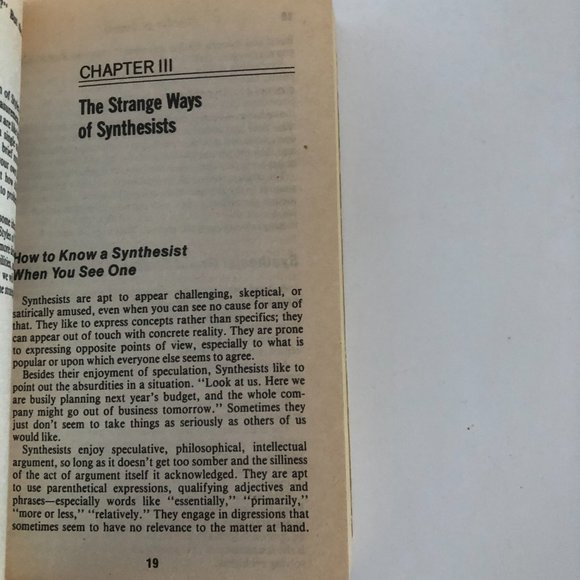 CHAPTER III
The Strange Ways
of Synthesists
How to Know a Synthesist
When You See One
Synthesists are apt to appear challenging, skeptical, or
satirically amused, even when you can see no cause for any of
that. They like to express concepts rather than specifics; they
can appear out of touch with concrete reality. They are prone
to expressing opposite points of view, especially to what is
popular or upon which everyone else seems to agree.
Besides their enjoyment of speculation, Synthesists like to
point out the absurdities in a situation. “Look at us. Here we
are busily planning next year’s budget, and the whole com-
pany might go out of business tomorrow.” Sometimes they
just don’t seem to take things as seriously as others of us
would like.
Synthesists enjoy speculative, philosophical, intellectual
argument, so long as it doesn’t get too somber and the silliness
of the act of argument itself it acknowledged. They are apt
to use parenthetical expressions, qualifying adjectives and
phrases—especially words like “essentially,” “primarily,”
“more or less,” “relatively.” They engage in digressions that
sometimes seem to have no relevance to the matter at hand.
19